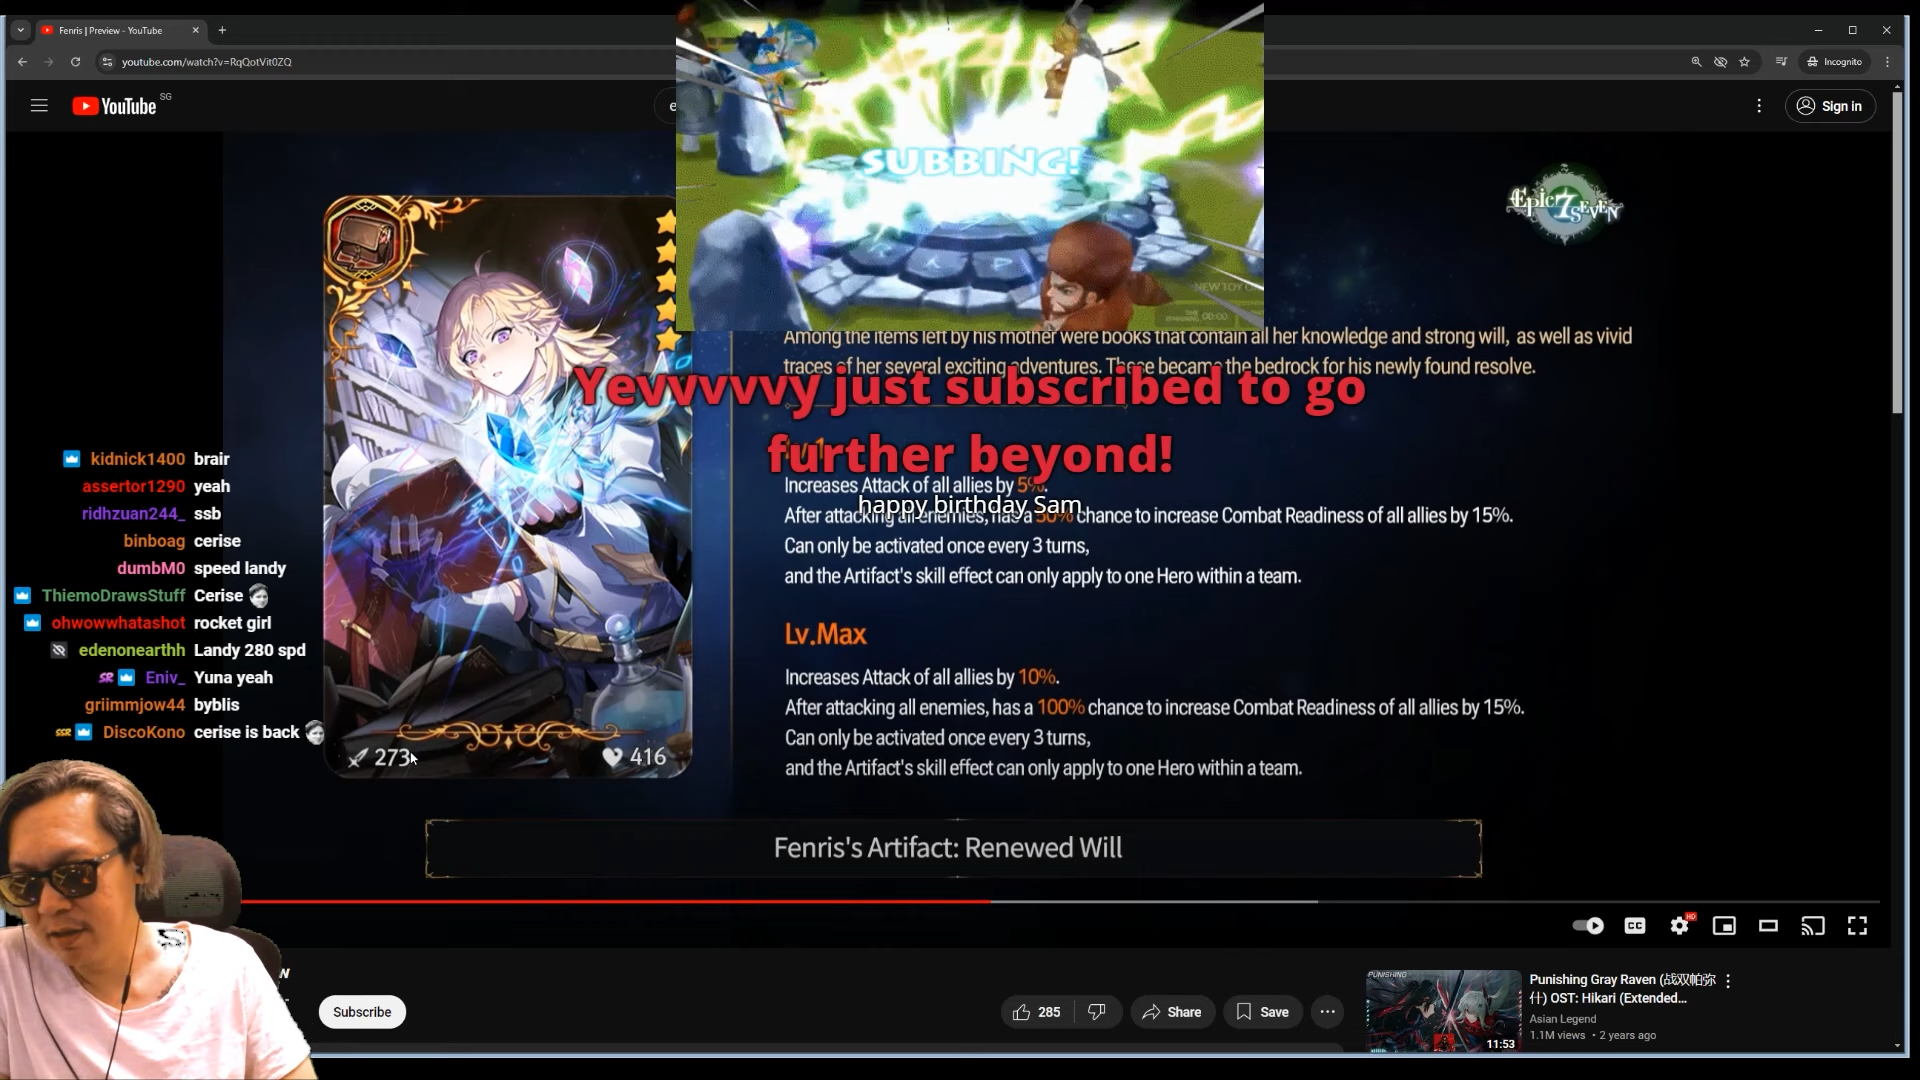 Fenris | Preview - YouTube
youtube.com/watch?v=RqQotVit0ZQ
Incognito
YouTube SG
Sign in
SUBBING!
Epic7 SEVEN
Among the items left by his mother were books that contain all her knowledge and strong will, as well as vivid
traces of her several exciting adventures. These became the bedrock for his newly found resolve.
Yevvvvvvy just subscribed to go
further beyond!
happy birthday Sam
Increases Attack of all allies by 5%.
After attacking all enemies, has a 50% chance to increase Combat Readiness of all allies by 15%.
Can only be activated once every 3 turns,
and the Artifact's skill effect can only apply to one Hero within a team.
Lv.Max
Increases Attack of all allies by 10%.
After attacking all enemies, has a 100% chance to increase Combat Readiness of all allies by 15%.
Can only be activated once every 3 turns,
and the Artifact's skill effect can only apply to one Hero within a team.
kidnick1400 brair
assertor1290 yeah
ridhzuan244_ ssb
binboag cerise
dumbM0 speed landy
ThiemoDrawsStuff Cerise
ohwowwhatashot rocket girl
edenonearthh Landy 280 spd
SR Eniv_ Yuna yeah
griimmjow44 byblis
SSR DiscoKono cerise is back
273
416
Fenris's Artifact: Renewed Will
CC
HD
Subscribe
285
Share
Save
Punishing Gray Raven (战双帕弥
什) OST: Hikari (Extended...
Asian Legend
1.1M views • 2 years ago
PUNISHING
11:53